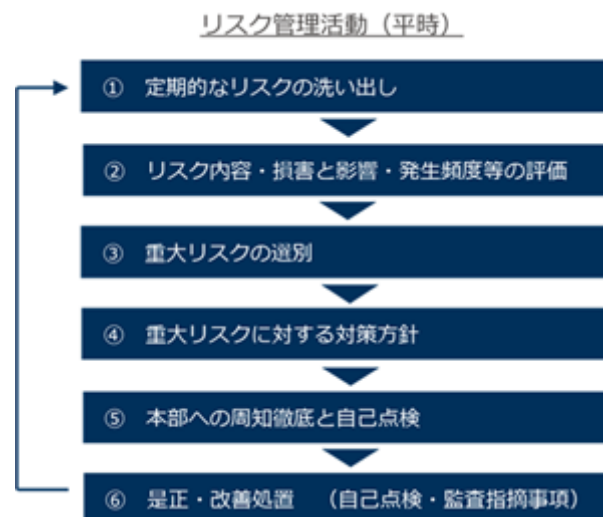 リスク管理活動（平時）
① 定期的なリスクの洗い出し
② リスク内容・損害と影響・発生頻度等の評価
③ 重大リスクの選別
④ 重大リスクに対する対策方針
⑤ 本部への周知徹底と自己点検
⑥ 是正・改善処置 （自己点検・監査指摘事項）